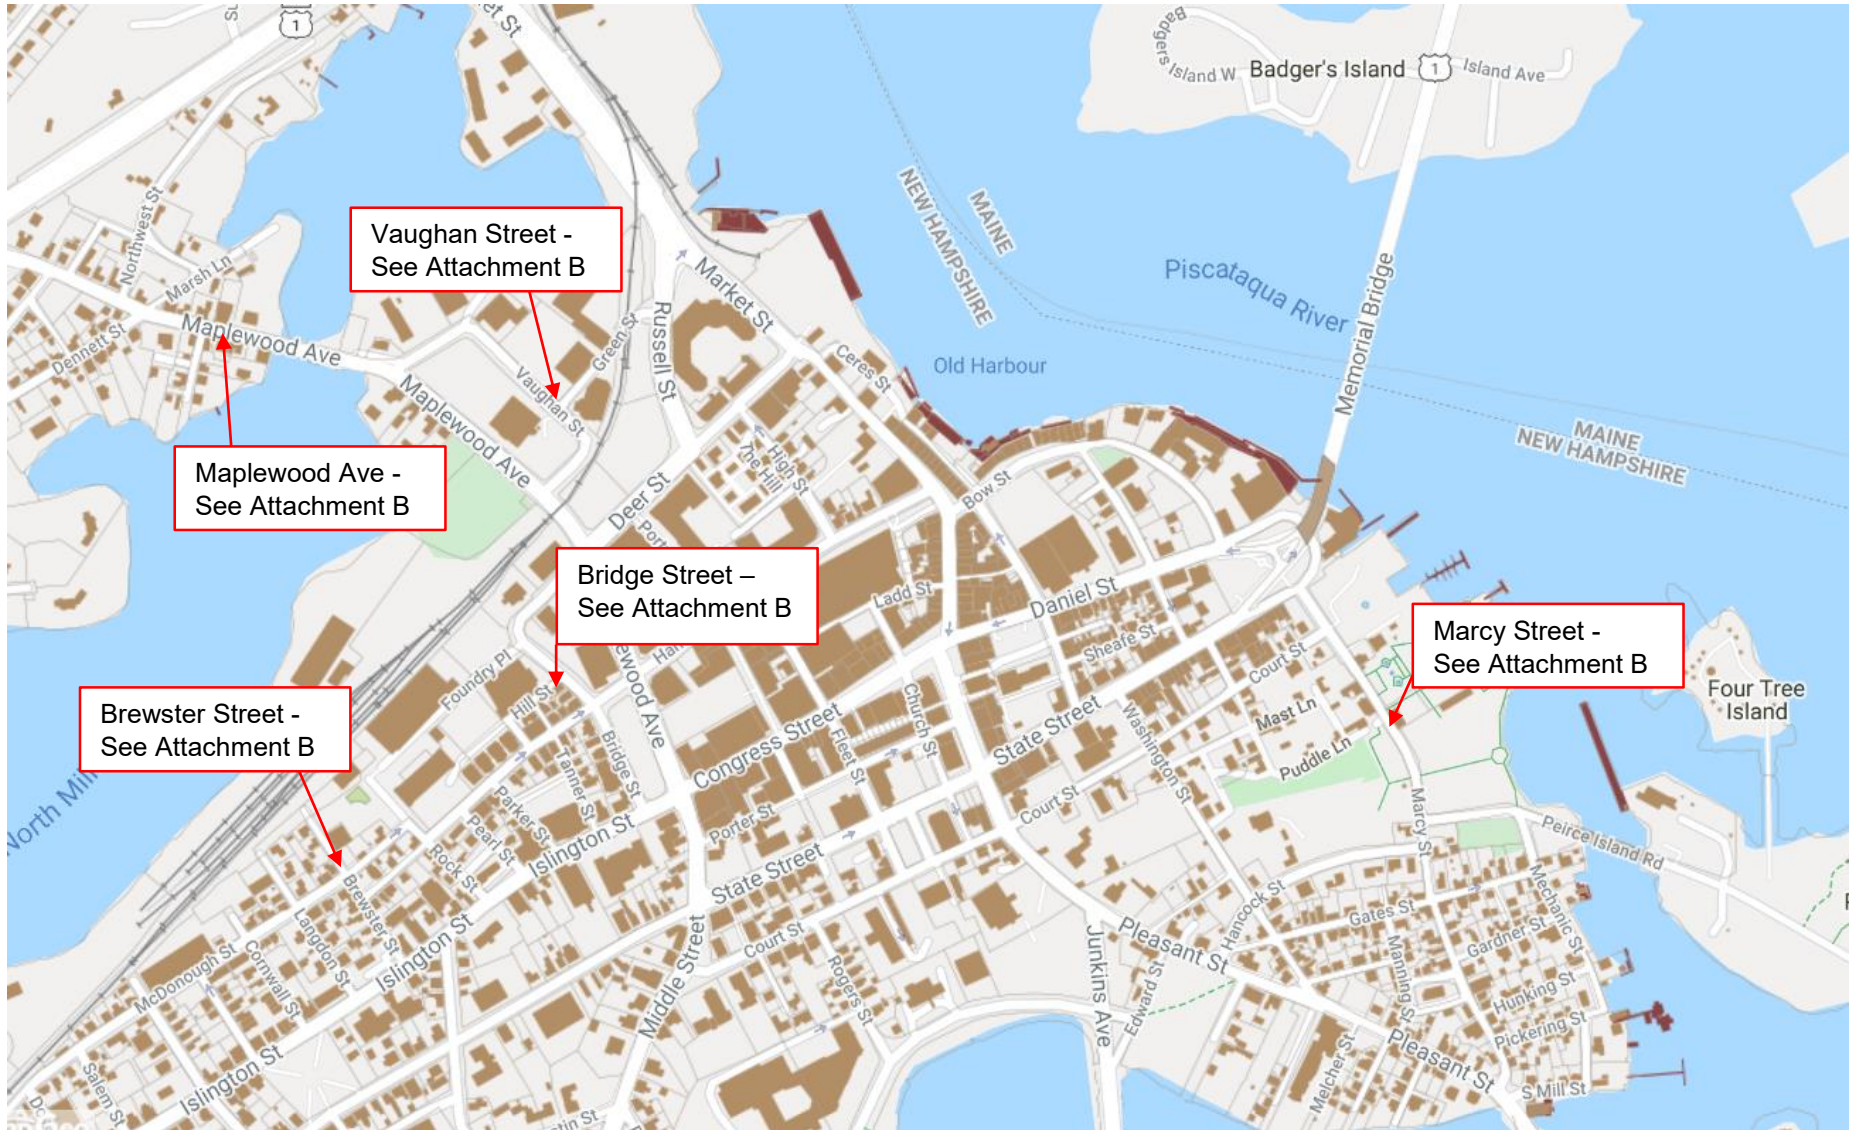 1
Badgers Island W
Badger's Island
1
Island Ave
Northwest St
Marsh Ln
Vaughan Street -
See Attachment B
NEW HAMPSHIRE
MAINE
Piscataqua
River
Memorial Bridge
Market St
Russell St
Green St
Maplewood Ave
Dennett St
Vaughan St
Ceres St
Old Harbour
Maplewood Ave
MAINE
NEW HAMPSHIRE
Maplewood Ave -
See Attachment B
Deer St
High St
The Hill
Bow St
Bridge Street –
See Attachment B
Ladd St
Daniel St
Sheafe St
Court St
Marcy Street -
See Attachment B
Four Tree
Island
Foundry Pl
Hill St
ewood Ave
Church St
Washington St
Mast Ln
Puddle Ln
Brewster Street -
See Attachment B
North Mill
Tanner St
Bridge St
Congress Street
Fleet St
State Street
Parker St
Pearl St
Rock St
Islington St
Porter St
Court St
Marcy St
Peirce Island Rd
State Street
Brewster St
Langdon St
Cornwall St
McDonough St
Islington St
Middle Street
Court St
Rogers St
Junkins Ave
Pleasant St
Edward St
Hancock St
Gates St
Gardner St
Mechanic St
Manning St
Hunking St
Pickering St
Pleasant St
Melcher St
S Mill St
Salem St
Islington St